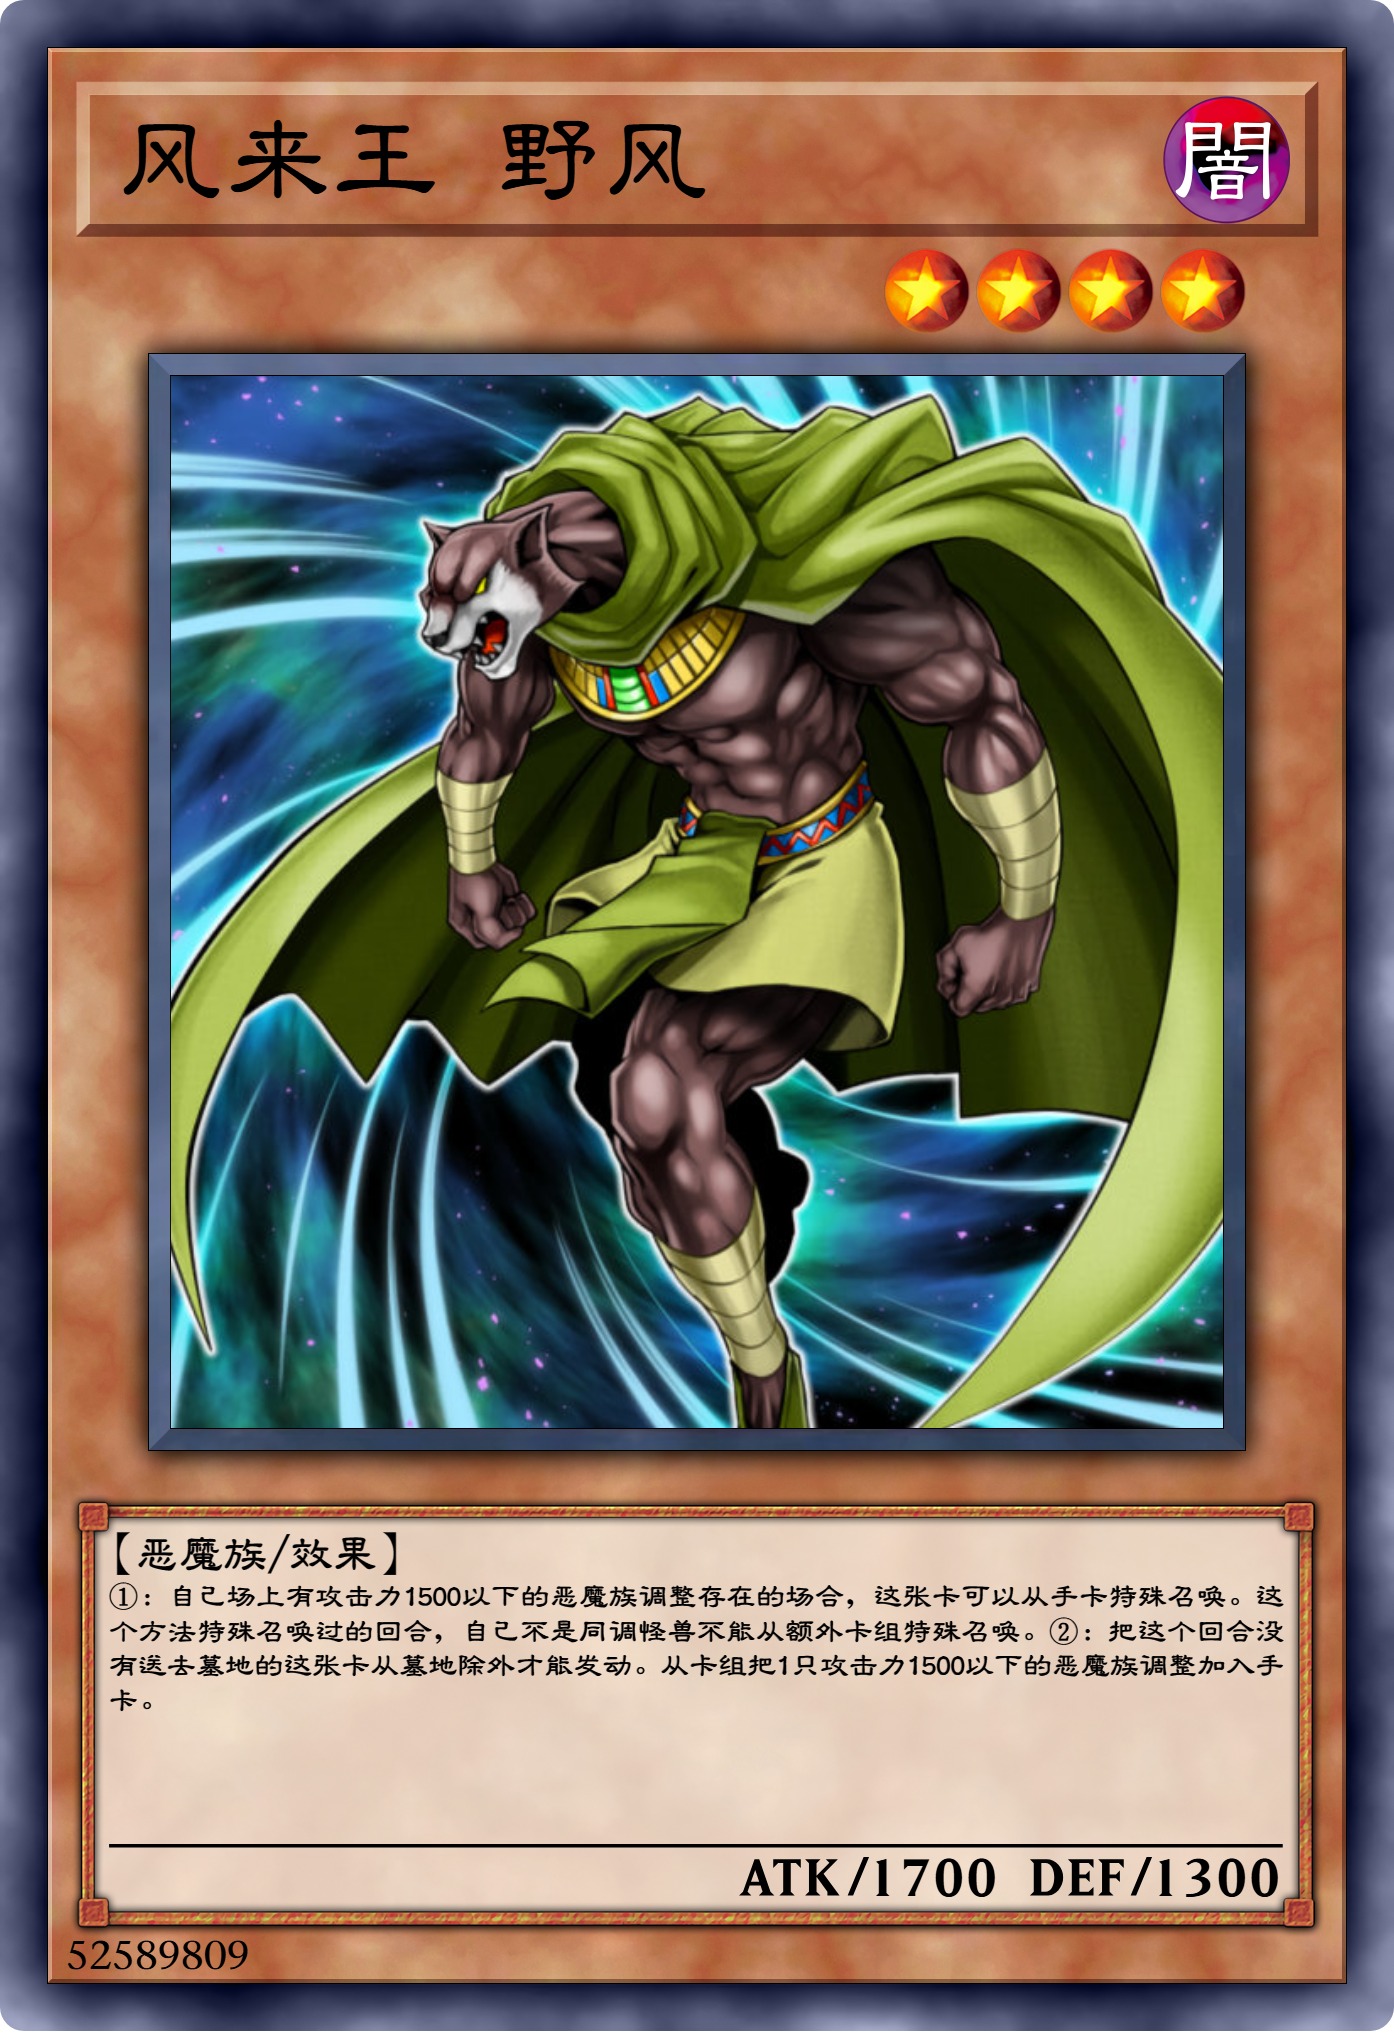 风来王 野风
闇
【恶魔族/效果】
①：自己场上有攻击力1500以下的恶魔族调整存在的场合，这张卡可以从手卡特殊召唤。这
个方法特殊召唤过的回合，自己不是同调怪兽不能从额外卡组特殊召唤。②：把这个回合没
有送去墓地的这张卡从墓地除外才能发动。从卡组把1只攻击力1500以下的恶魔族调整加入手
卡。
ATK/1700 DEF/1300
52589809